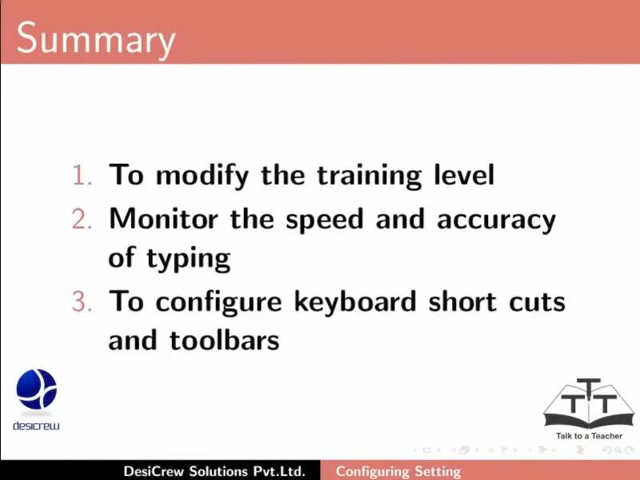 Summary
1. To modify the training level
2. Monitor the speed and accuracy
of typing
3. To configure keyboard short cuts
and toolbars
desicrew
TTT
Talk to a Teacher
DesiCrew Solutions Pvt.Ltd. Configuring Setting